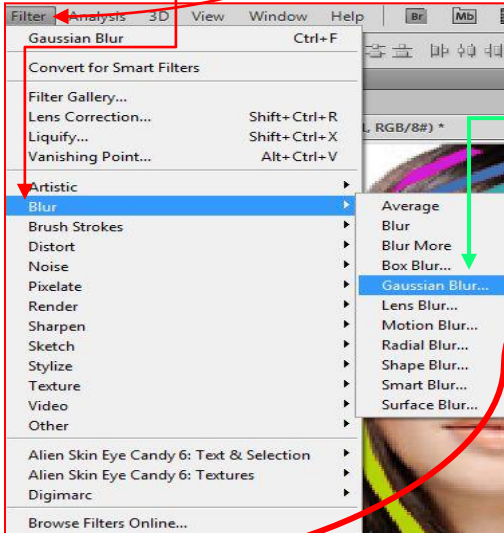 Filter Analysis 3D View Window Help Br Mb
Gaussian Blur Ctrl+F
Convert for Smart Filters
Filter Gallery...
Lens Correction... Shift+Ctrl+R
Liquify... Shift+Ctrl+X
Vanishing Point... Alt+Ctrl+V
, RGB/8#) *
Artistic
Blur
Brush Strokes
Distort
Noise
Pixelate
Render
Sharpen
Sketch
Stylize
Texture
Video
Other
Average
Blur
Blur More
Box Blur...
Gaussian Blur...
Lens Blur...
Motion Blur...
Radial Blur...
Shape Blur...
Smart Blur...
Surface Blur...
Alien Skin Eye Candy 6: Text & Selection
Alien Skin Eye Candy 6: Textures
Digimarc
Browse Filters Online...